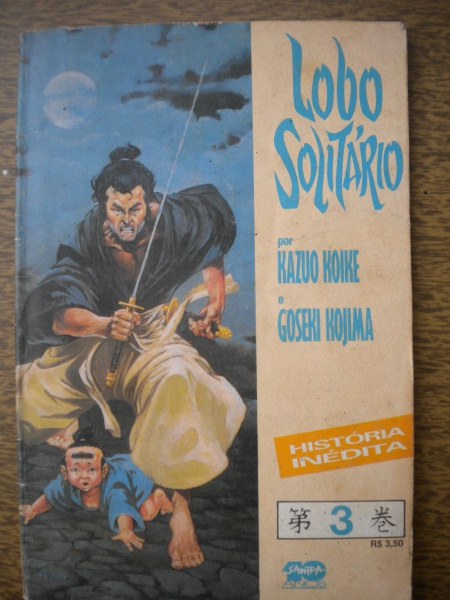 Lobo
Solitário
por
KAZUO KOIKE
e
GOSEKI KOJIMA
HISTÓRIA
INÉDITA
第 3 巻
R$ 3,50
SAMPA